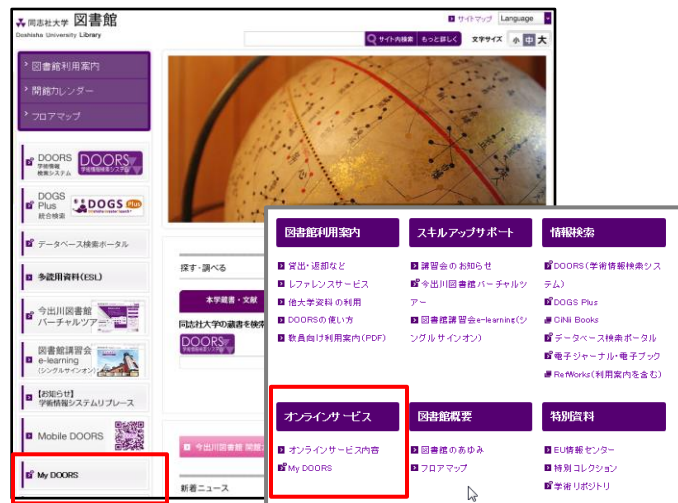 同志社大学 図書館
Doshisha University Library
サイトマップ
Language
サイト内検索
もっと詳しく
文字サイズ
小
中
大
図書館利用案内
開館カレンダー
フロアマップ
DOORS
学術情報
検索システム
DOORS
学術情報検索システム
DOGS
Plus
統合検索
DOGS Plus
データベース検索ポータル
多読用資料(ESL)
今出川図書館
バーチャルツアー
図書館講習会
e-learning
(シングルサインオン)
【お知らせ】
学術情報システムリプレース
Mobile DOORS
My DOORS
探す・調べる
本学蔵書・文献
同志社大学の蔵書を検索
DOORS
今出川図書館 開館
新着ニュース
図書館利用案内
貸出・返却など
レファレンスサービス
他大学資料の利用
DOORSの使い方
教員向け利用案内(PDF)
スキルアップサポート
講習会のお知らせ
今出川図書館バーチャルツ
アー
図書館講習会e-learning(シ
ングルサインオン)
情報検索
DOORS(学術情報検索シス
テム)
DOGS Plus
CiNii Books
データベース検索ポータル
電子ジャーナル・電子ブック
RefWorks(利用案内を含む)
オンラインサービス
オンラインサービス内容
My DOORS
図書館概要
図書館のあゆみ
フロアマップ
特別資料
EU情報センター
特別コレクション
学術リポジトリ